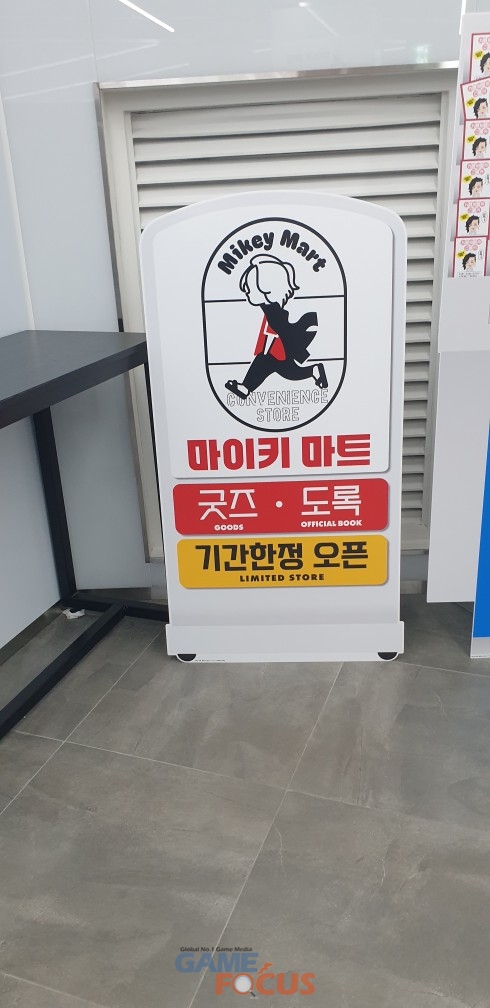 Mikey Mart
CONVENIENCE
STORE
마이키 마트
굿즈 · 도록
GOODS OFFICIAL BOOK
기간한정 오픈
LIMITED STORE
Global No.1 Game Media
GAME
FOCUS